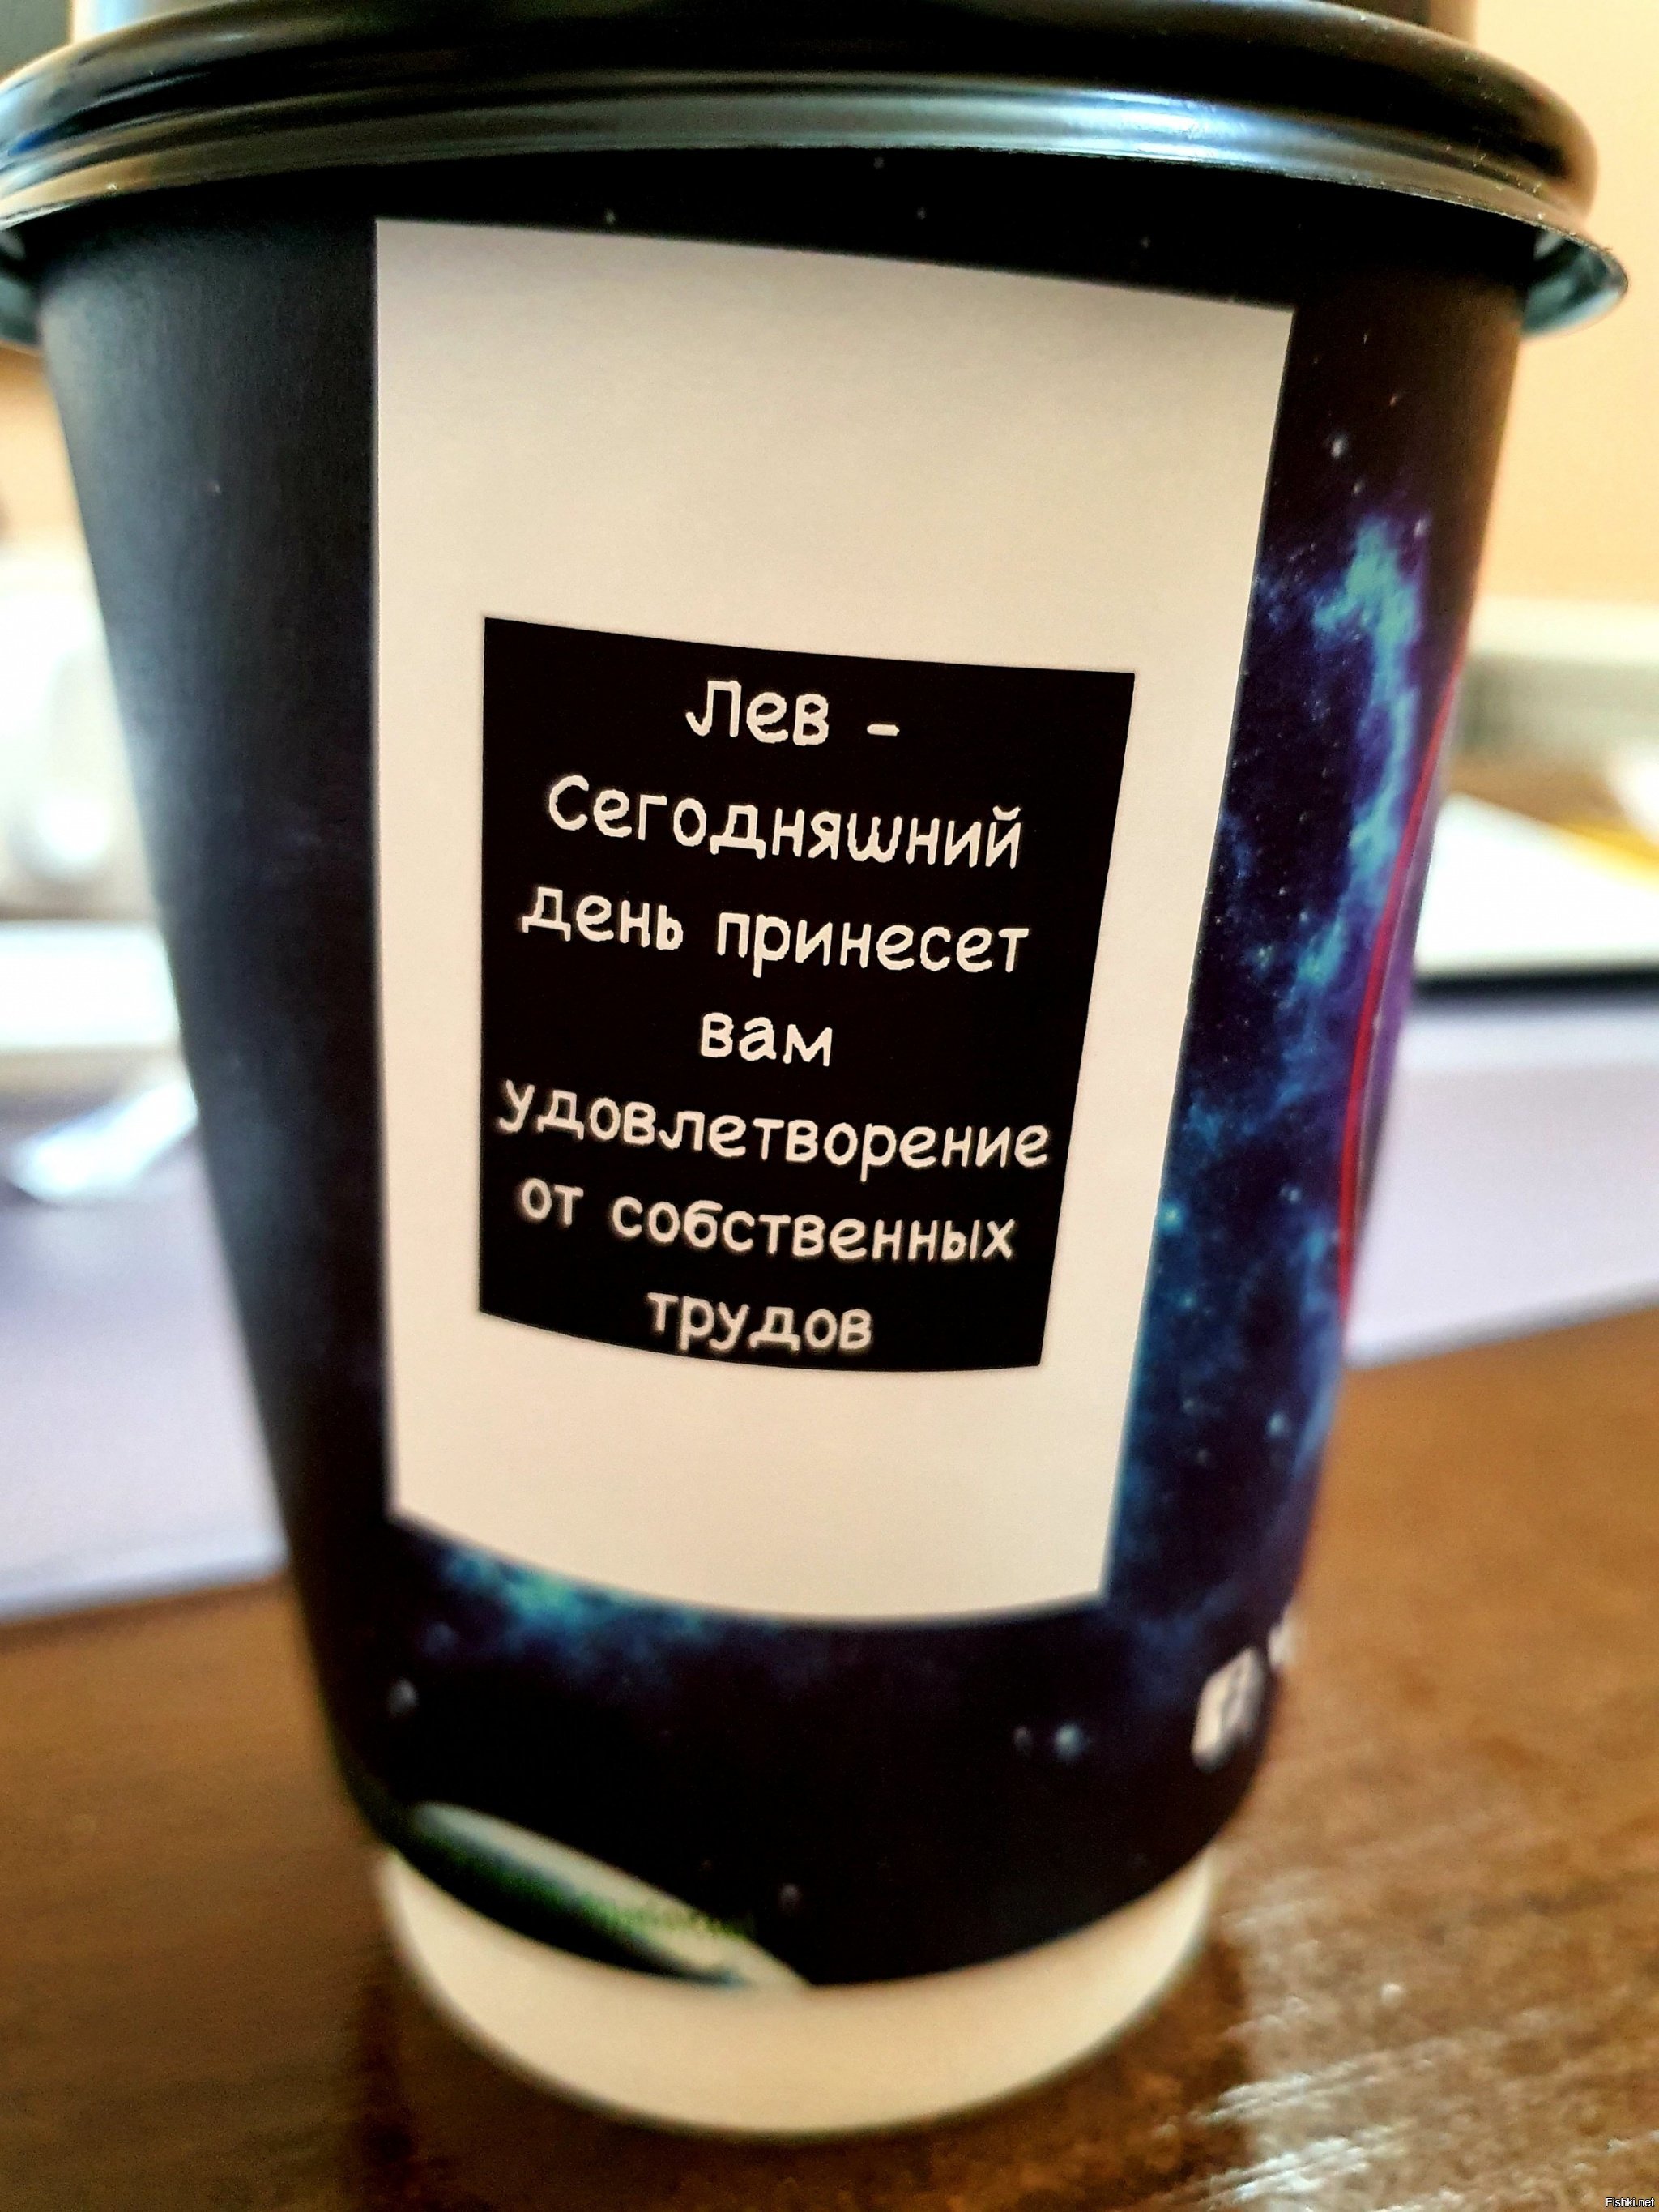 Лев -
Сегодняшний
день принесет
вам
удовлетворение
от собственных
трудов
Fishki.net